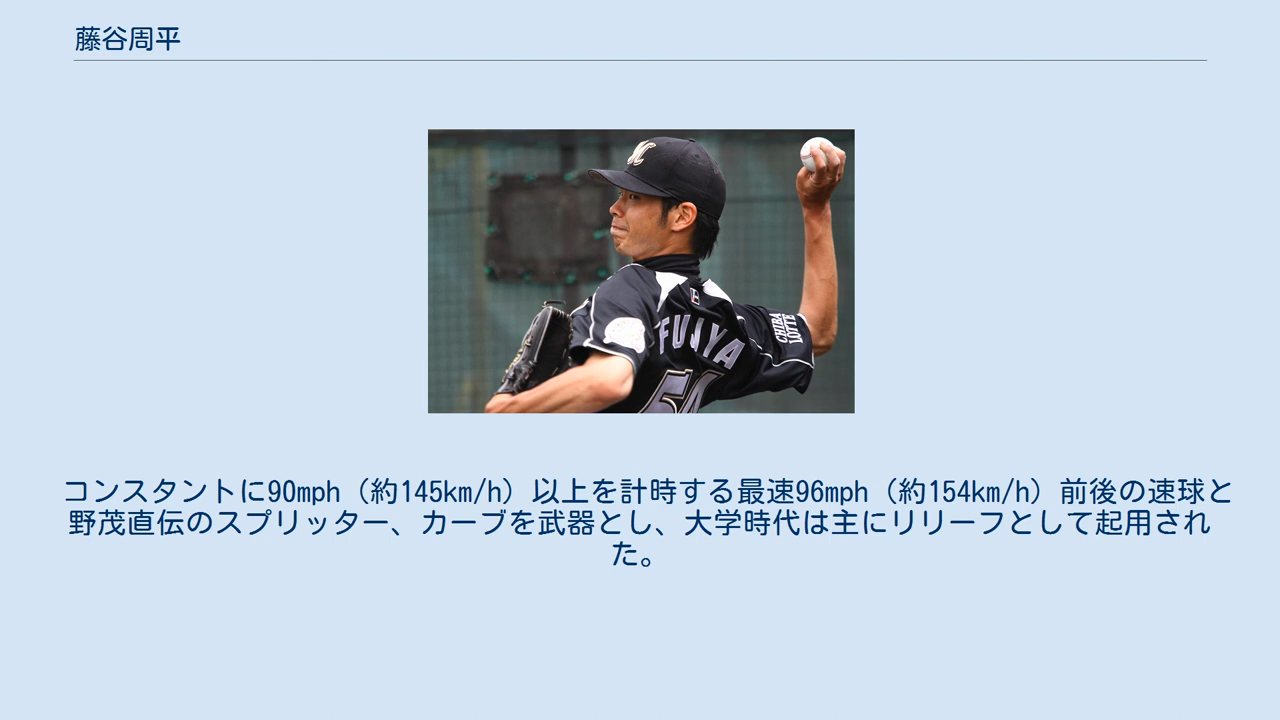 藤谷周平
FUJIYA
CHIBA
LOTTE
コンスタントに90mph（約145km/h）以上を計時する最速96mph（約154km/h）前後の速球と
野茂直伝のスプリッター、カーブを武器とし、大学時代は主にリリーフとして起用され
た。